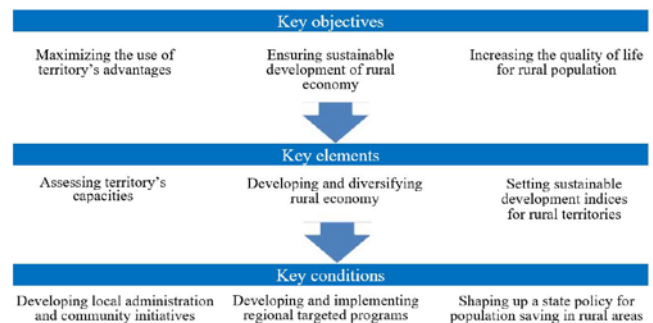 Key objectives
Maximizing the use of
territory's advantages
Ensuring sustainable
development of rural
economy
Increasing the quality of life
for rural population
Key elements
Assessing territory's
capacities
Developing and diversifying
rural economy
Setting sustainable
development indices
for rural territories
Key conditions
Developing local administration
and community initiatives
Developing and implementing
regional targeted programs
Shaping up a state policy for
population saving in rural areas